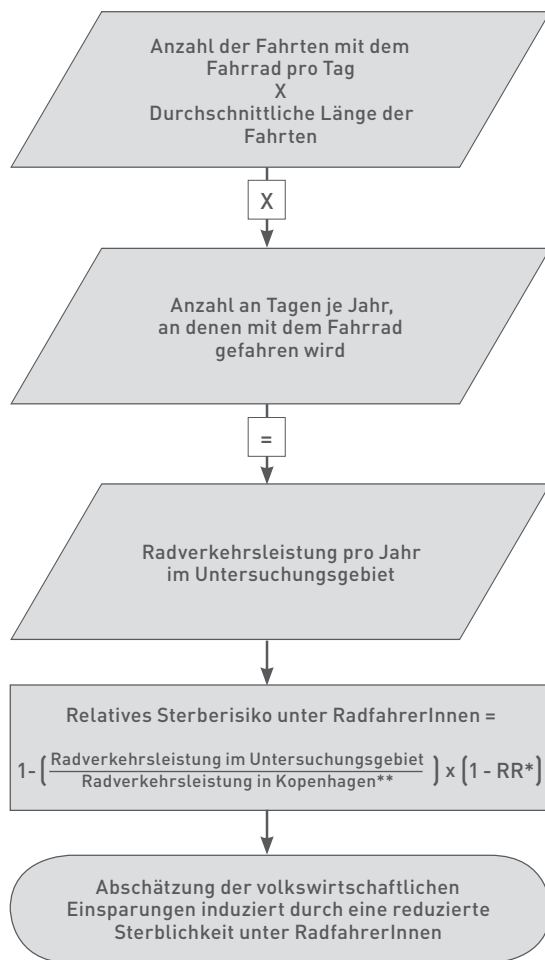 Anzahl der Fahrten mit dem
Fahrrad pro Tag
X
Durchschnittliche Länge der
Fahrten
X
Anzahl an Tagen je Jahr,
an denen mit dem Fahrrad
gefahren wird
=
Radverkehrsleistung pro Jahr
im Untersuchungsgebiet
Relatives Sterberisiko unter RadfahrerInnen =
1-(Radverkehrsleistung im Untersuchungsgebiet
Radverkehrsleistung in Kopenhagen**) x (1 - RR*)
Abschätzung der volkswirtschaftlichen
Einsparungen induziert durch eine reduzierte
Sterblichkeit unter RadfahrerInnen